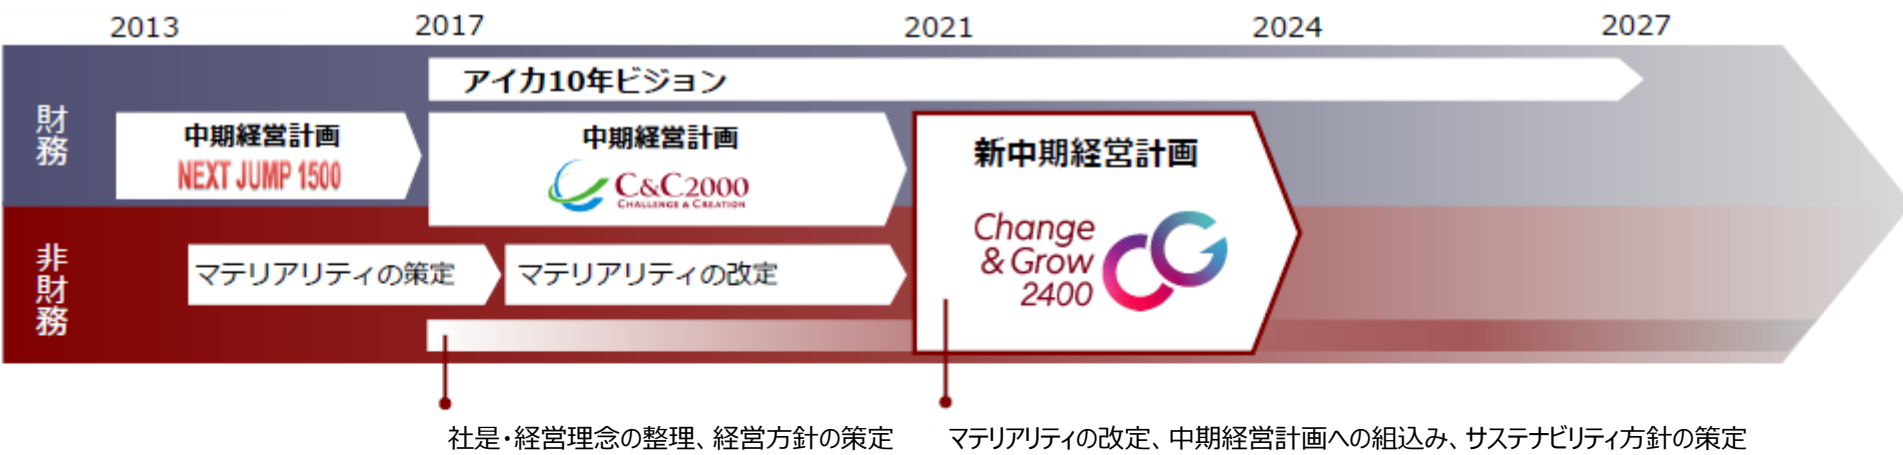 2013
2017
2021
2024
2027
アイカ10年ビジョン
財務
中期経営計画
NEXT JUMP 1500
中期経営計画
C&C2000
CHALLENGE & CREATION
新中期経営計画
Change
& Grow
2400
CG
非財務
マテリアリティの策定
マテリアリティの改定
社是・経営理念の整理、経営方針の策定
マテリアリティの改定、中期経営計画への組込み、サステナビリティ方針の策定